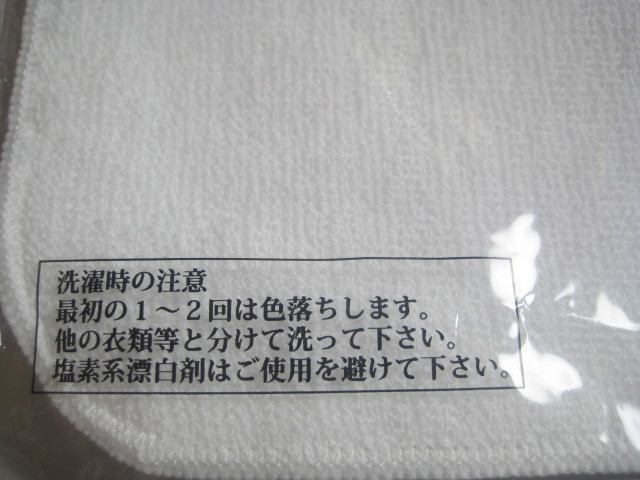 洗濯時の注意
最初の１～２回は色落ちします。
他の衣類等と分けて洗って下さい。
塩素系漂白剤はご使用を避けて下さい。